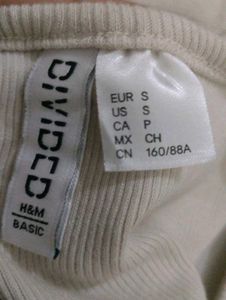 DIVIDED
H&M
BASIC
EUR S
US S
CA P
MX CH
CN 160/88A